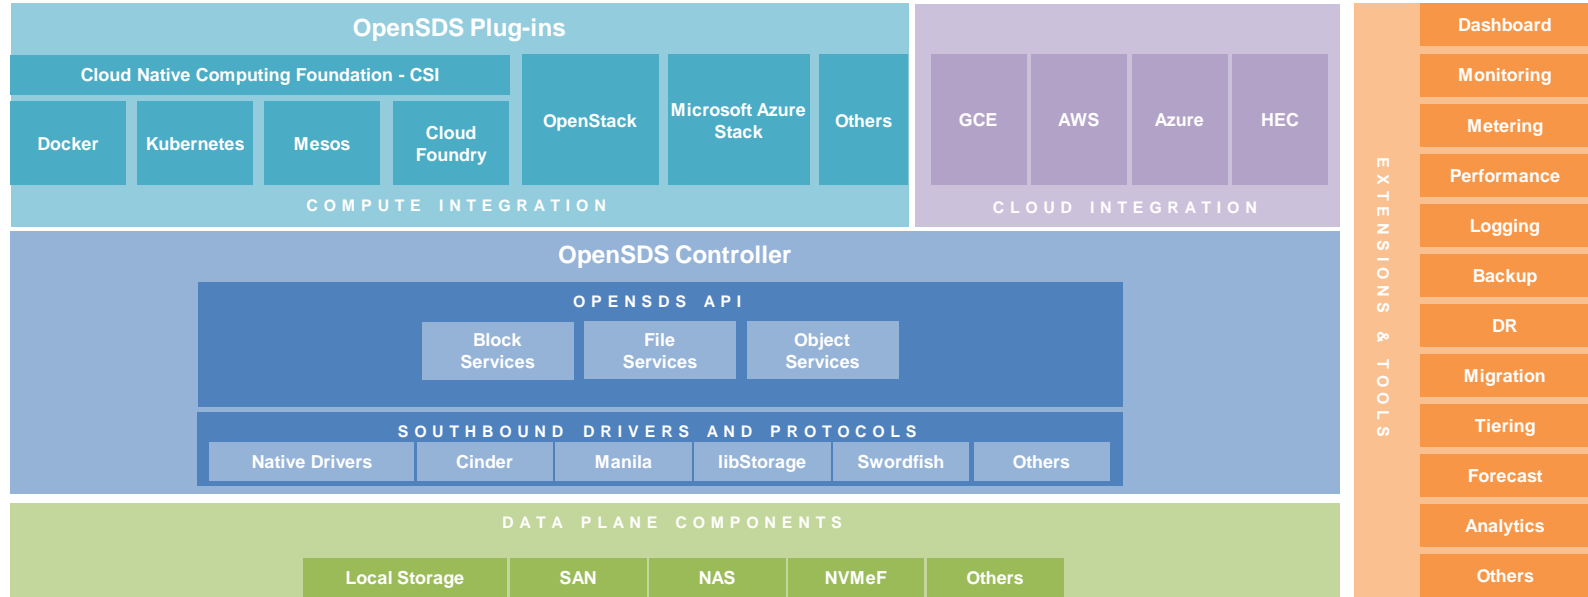 OpenSDS Plug-ins
Cloud Native Computing Foundation - CSI
Docker
Kubernetes
Mesos
Cloud
Foundry
OpenStack
Microsoft Azure
Stack
Others
COMPUTE INTEGRATION
GCE
AWS
Azure
HEC
CLOUD INTEGRATION
OpenSDS Controller
OPENSDS API
Block
Services
File
Services
Object
Services
SOUTHBOUND DRIVERS AND PROTOCOLS
Native Drivers
Cinder
Manila
libStorage
Swordfish
Others
DATA PLANE COMPONENTS
Local Storage
SAN
NAS
NVMeF
Others
EXTENSIONS & TOOLS
Dashboard
Monitoring
Metering
Performance
Logging
Backup
DR
Migration
Tiering
Forecast
Analytics
Others